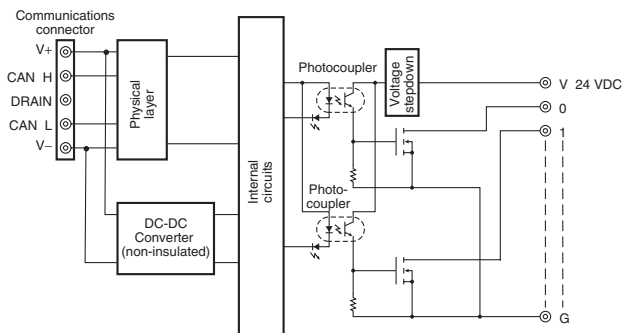 Communications
connector
V+
CAN H
DRAIN
CAN L
V−
Physical
layer
DC-DC
Converter
(non-insulated)
Internal
circuits
Photocoupler
Voltage
stepdown
Photo-
coupler
V 24 VDC
0
1
G